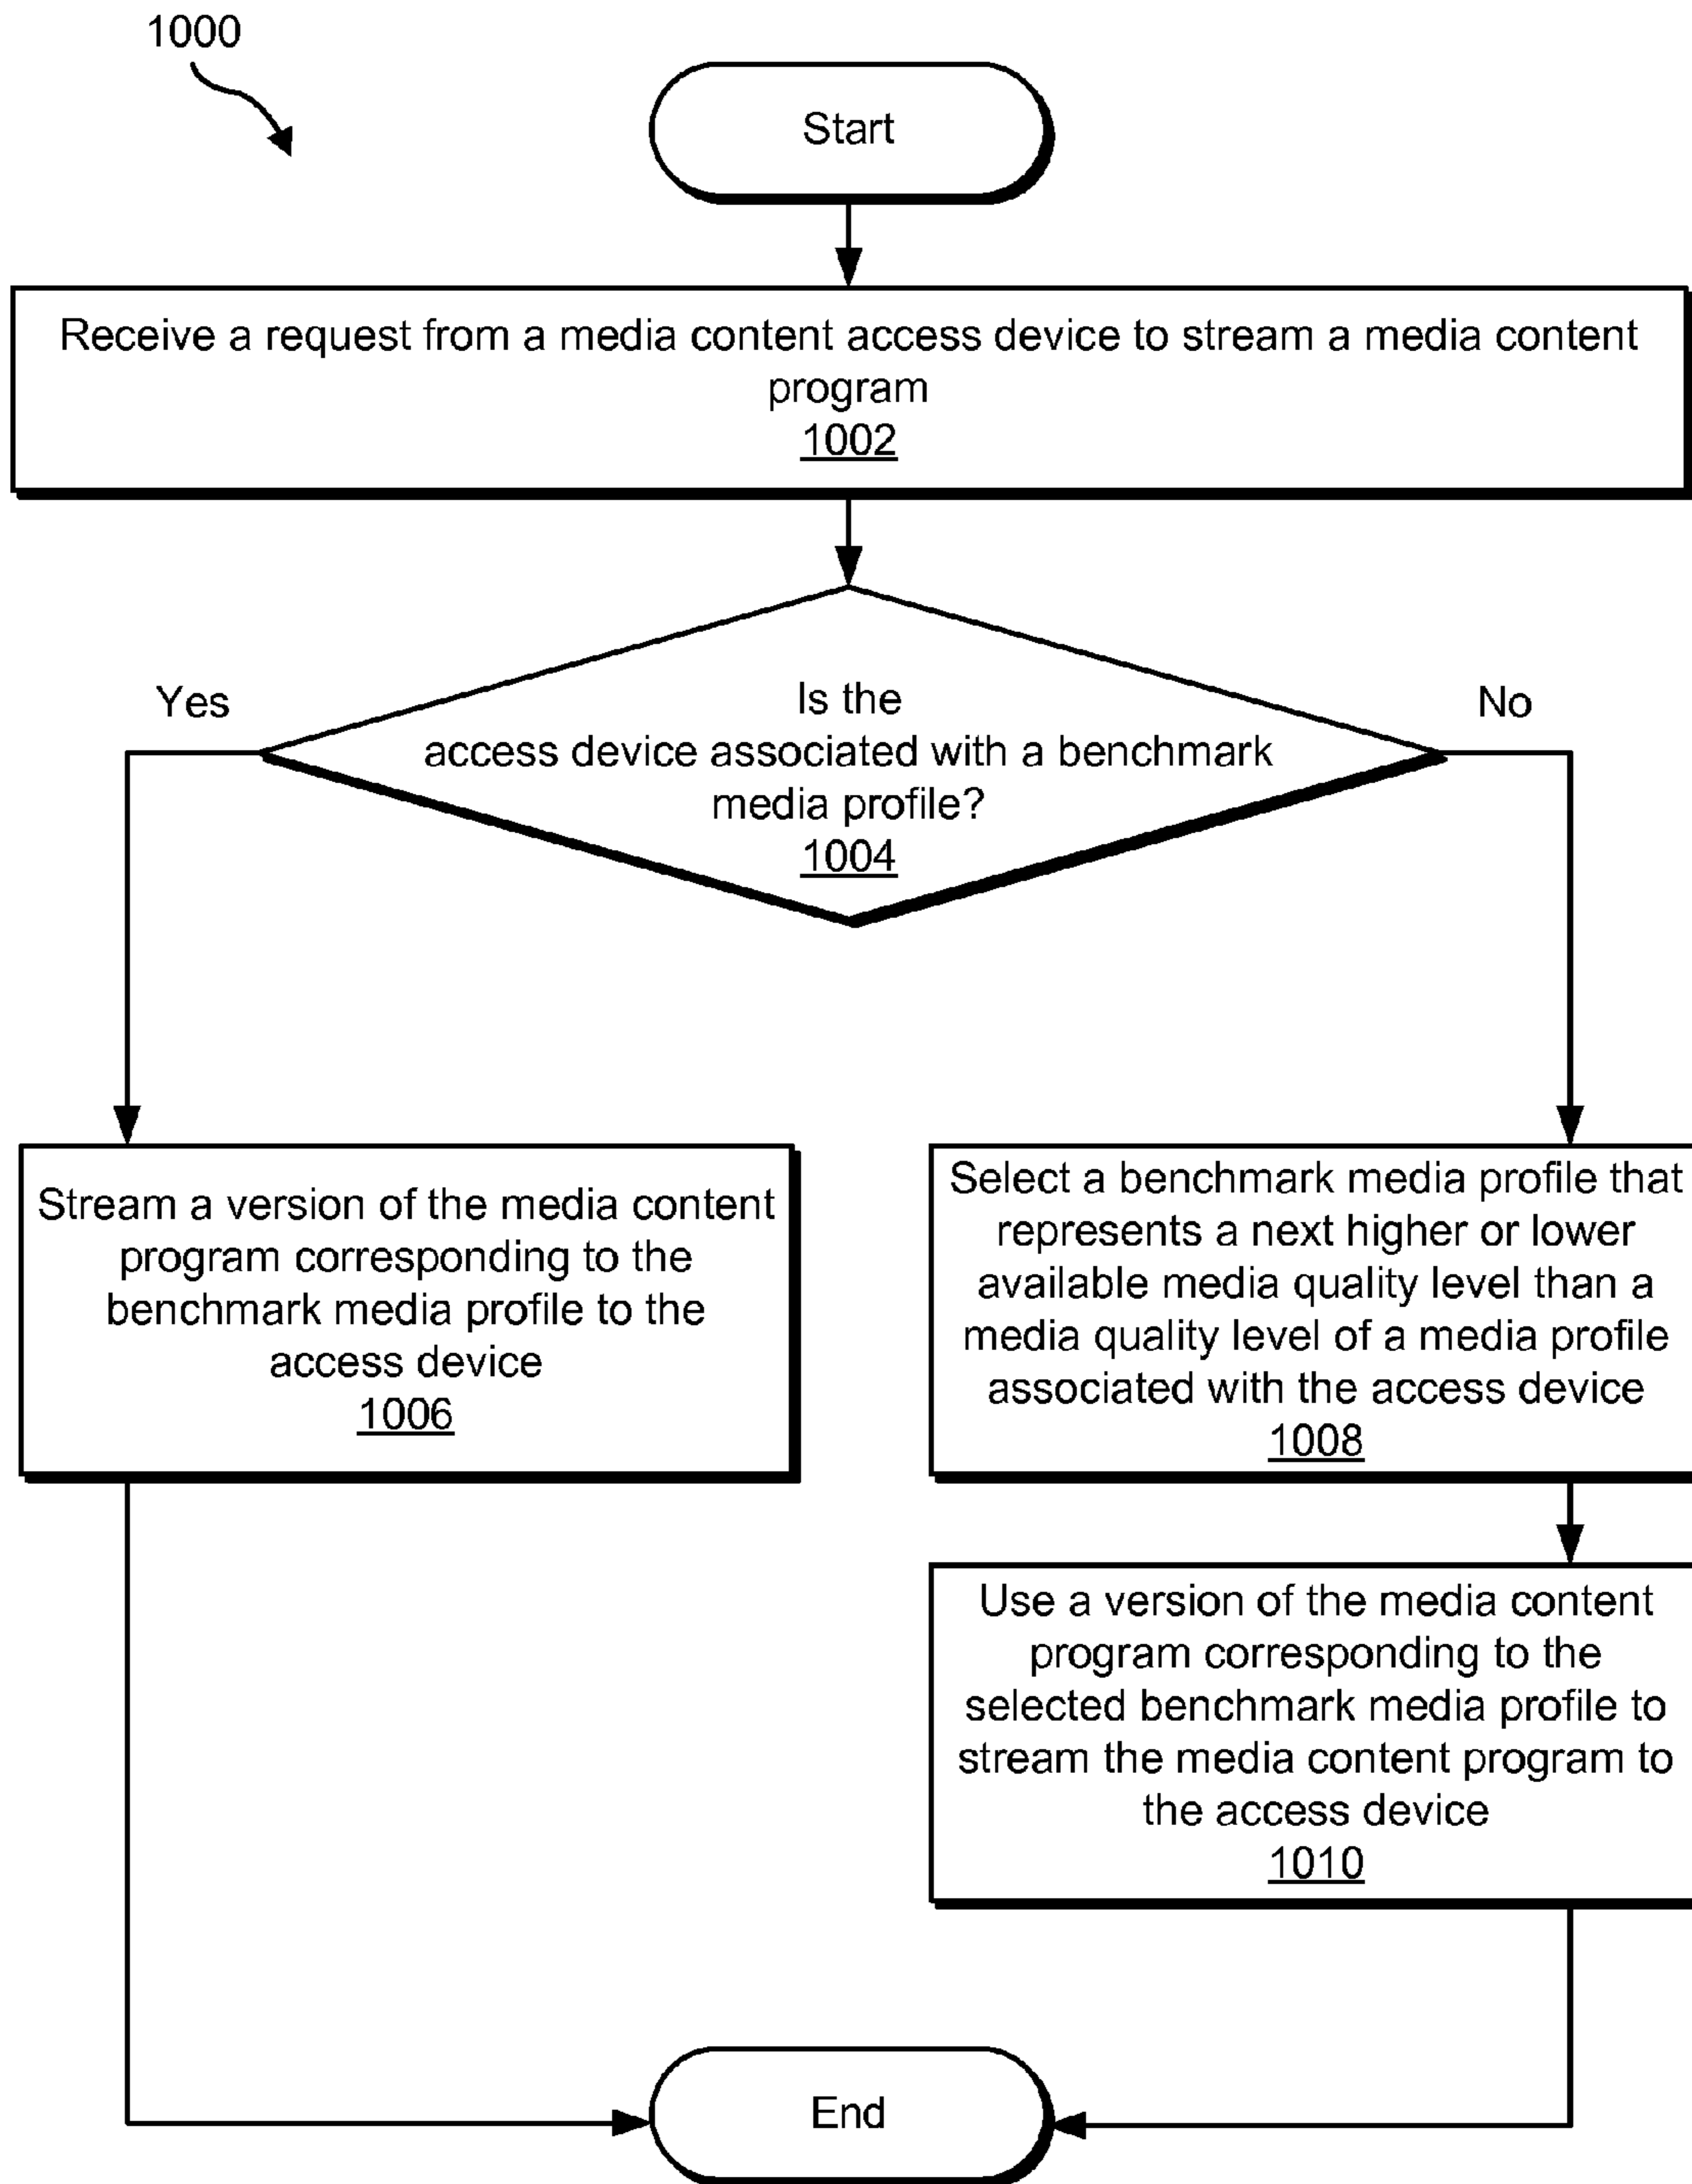 1000
Start
Receive a request from a media content access device to stream a media content
program
1002
Yes
No
Is the
access device associated with a benchmark
media profile?
1004
Stream a version of the media content
program corresponding to the
benchmark media profile to the
access device
1006
Select a benchmark media profile that
represents a next higher or lower
available media quality level than a
media quality level of a media profile
associated with the access device
1008
Use a version of the media content
program corresponding to the
selected benchmark media profile to
stream the media content program to
the access device
1010
End